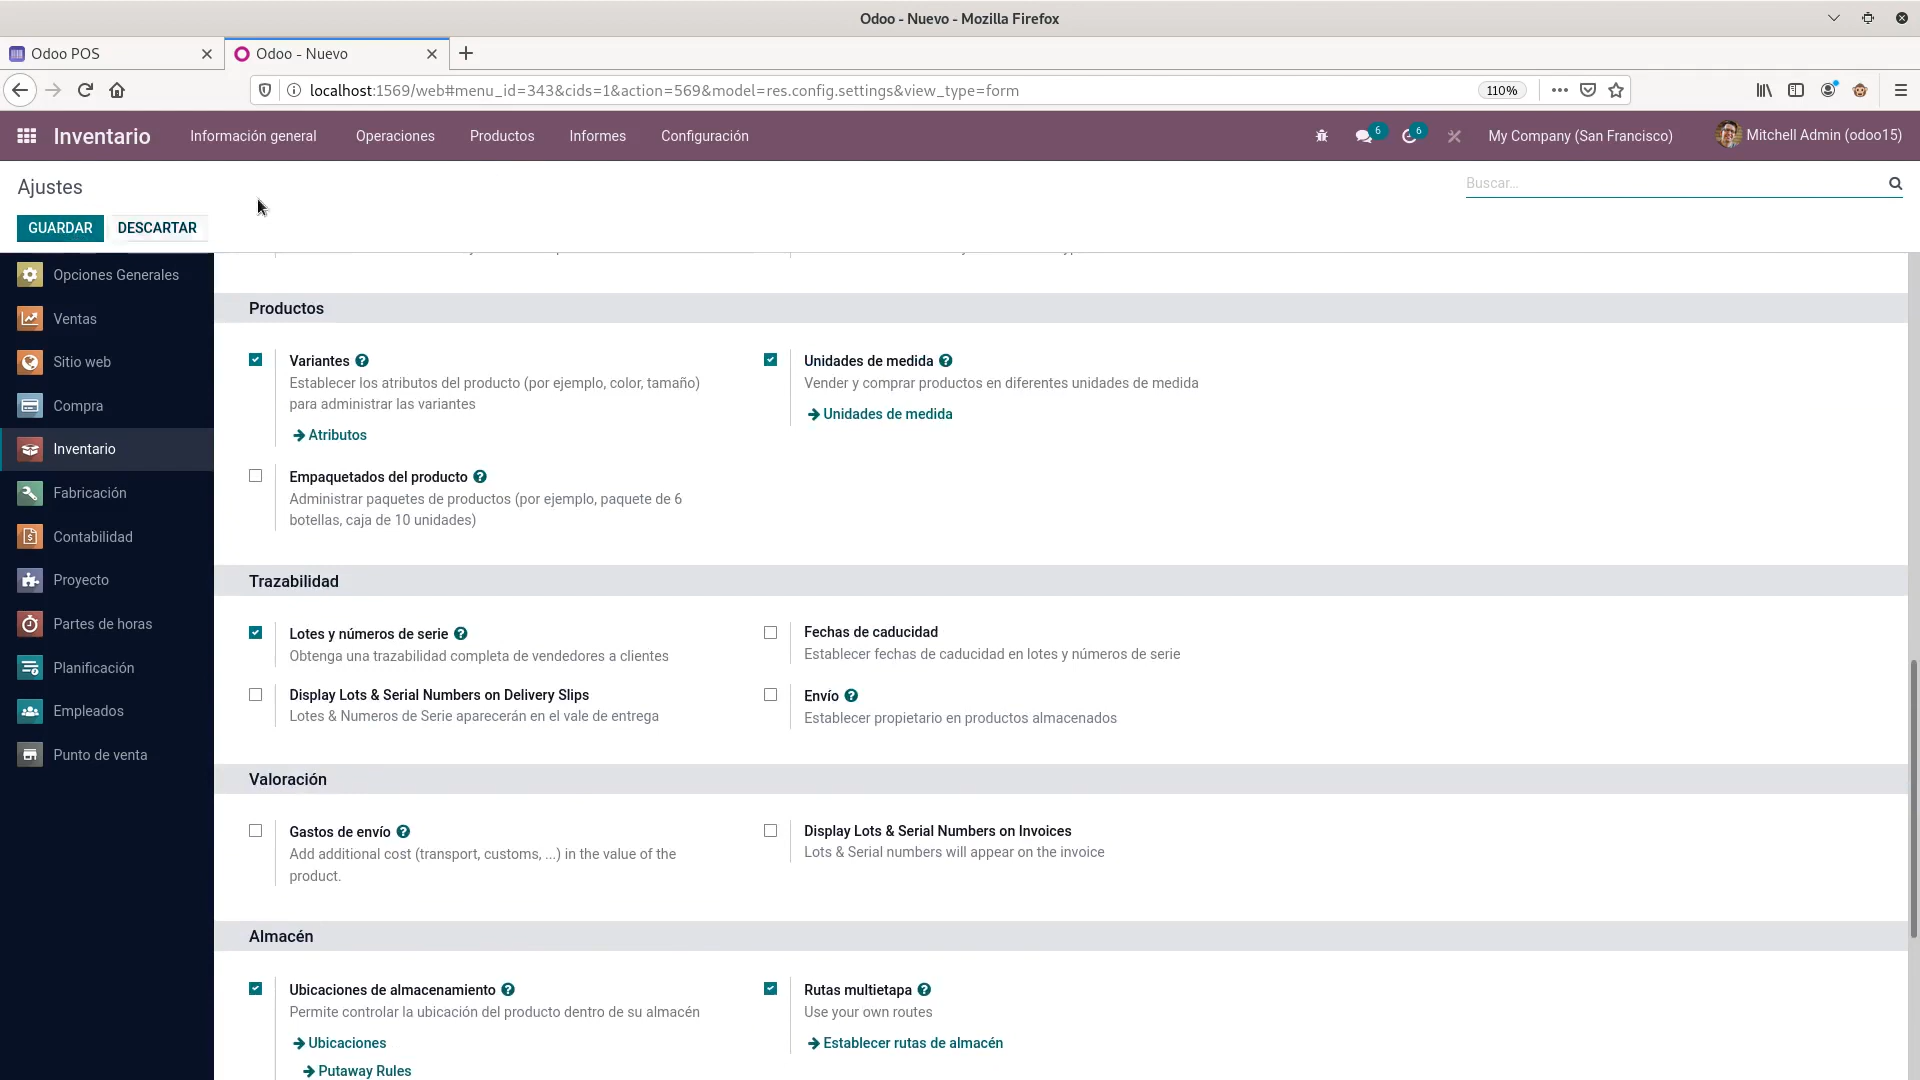 Odoo - Nuevo - Mozilla Firefox
Odoo POS
Odoo - Nuevo
localhost:1569/web#menu_id=343&cids=1&action=569&model=res.config.settings&view_type=form
110%
Inventario
Información general
Operaciones
Productos
Informes
Configuración
6
6
My Company (San Francisco)
Mitchell Admin (odoo15)
Ajustes
Buscar...
GUARDAR
DESCARTAR
Opciones Generales
Ventas
Sitio web
Compra
Inventario
Fabricación
Contabilidad
Proyecto
Partes de horas
Planificación
Empleados
Punto de venta
Productos
Variantes
Establecer los atributos del producto (por ejemplo, color, tamaño)
para administrar las variantes
Atributos
Unidades de medida
Vender y comprar productos en diferentes unidades de medida
Unidades de medida
Empaquetados del producto
Administrar paquetes de productos (por ejemplo, paquete de 6
botellas, caja de 10 unidades)
Trazabilidad
Lotes y números de serie
Obtenga una trazabilidad completa de vendedores a clientes
Fechas de caducidad
Establecer fechas de caducidad en lotes y números de serie
Display Lots & Serial Numbers on Delivery Slips
Lotes & Numeros de Serie aparecerán en el vale de entrega
Envío
Establecer propietario en productos almacenados
Valoración
Gastos de envío
Add additional cost (transport, customs, ...) in the value of the
product.
Display Lots & Serial Numbers on Invoices
Lots & Serial numbers will appear on the invoice
Almacén
Ubicaciones de almacenamiento
Permite controlar la ubicación del producto dentro de su almacén
Ubicaciones
Putaway Rules
Rutas multietapa
Use your own routes
Establecer rutas de almacén